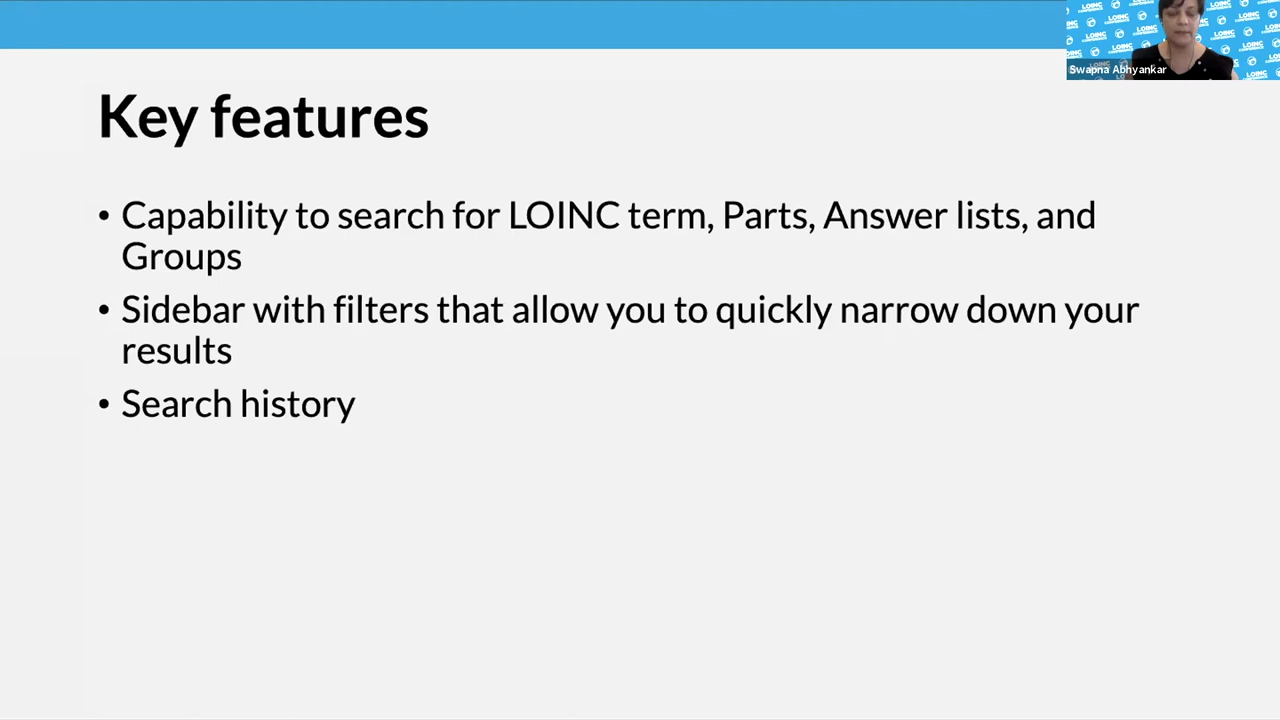 LOINC
Swapna Abhyankar
Key features
• Capability to search for LOINC term, Parts, Answer lists, and
Groups
• Sidebar with filters that allow you to quickly narrow down your
results
• Search history